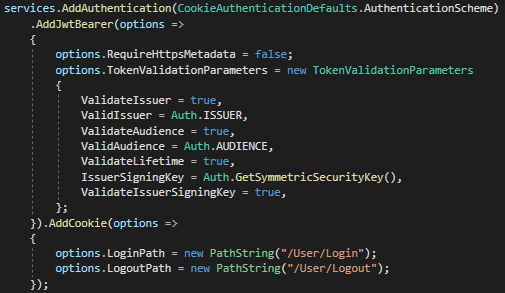 services.AddAuthentication(CookieAuthenticationDefaults.AuthenticationScheme)
    .AddJwtBearer(options =>
    {
        options.RequireHttpsMetadata = false;
        options.TokenValidationParameters = new TokenValidationParameters
        {
            ValidateIssuer = true,
            ValidIssuer = Auth.ISSUER,
            ValidateAudience = true,
            ValidAudience = Auth.AUDIENCE,
            ValidateLifetime = true,
            IssuerSigningKey = Auth.GetSymmetricSecurityKey(),
            ValidateIssuerSigningKey = true,
        };
    }).AddCookie(options =>
    {
        options.LoginPath = new PathString("/User/Login");
        options.LogoutPath = new PathString("/User/Logout");
    });